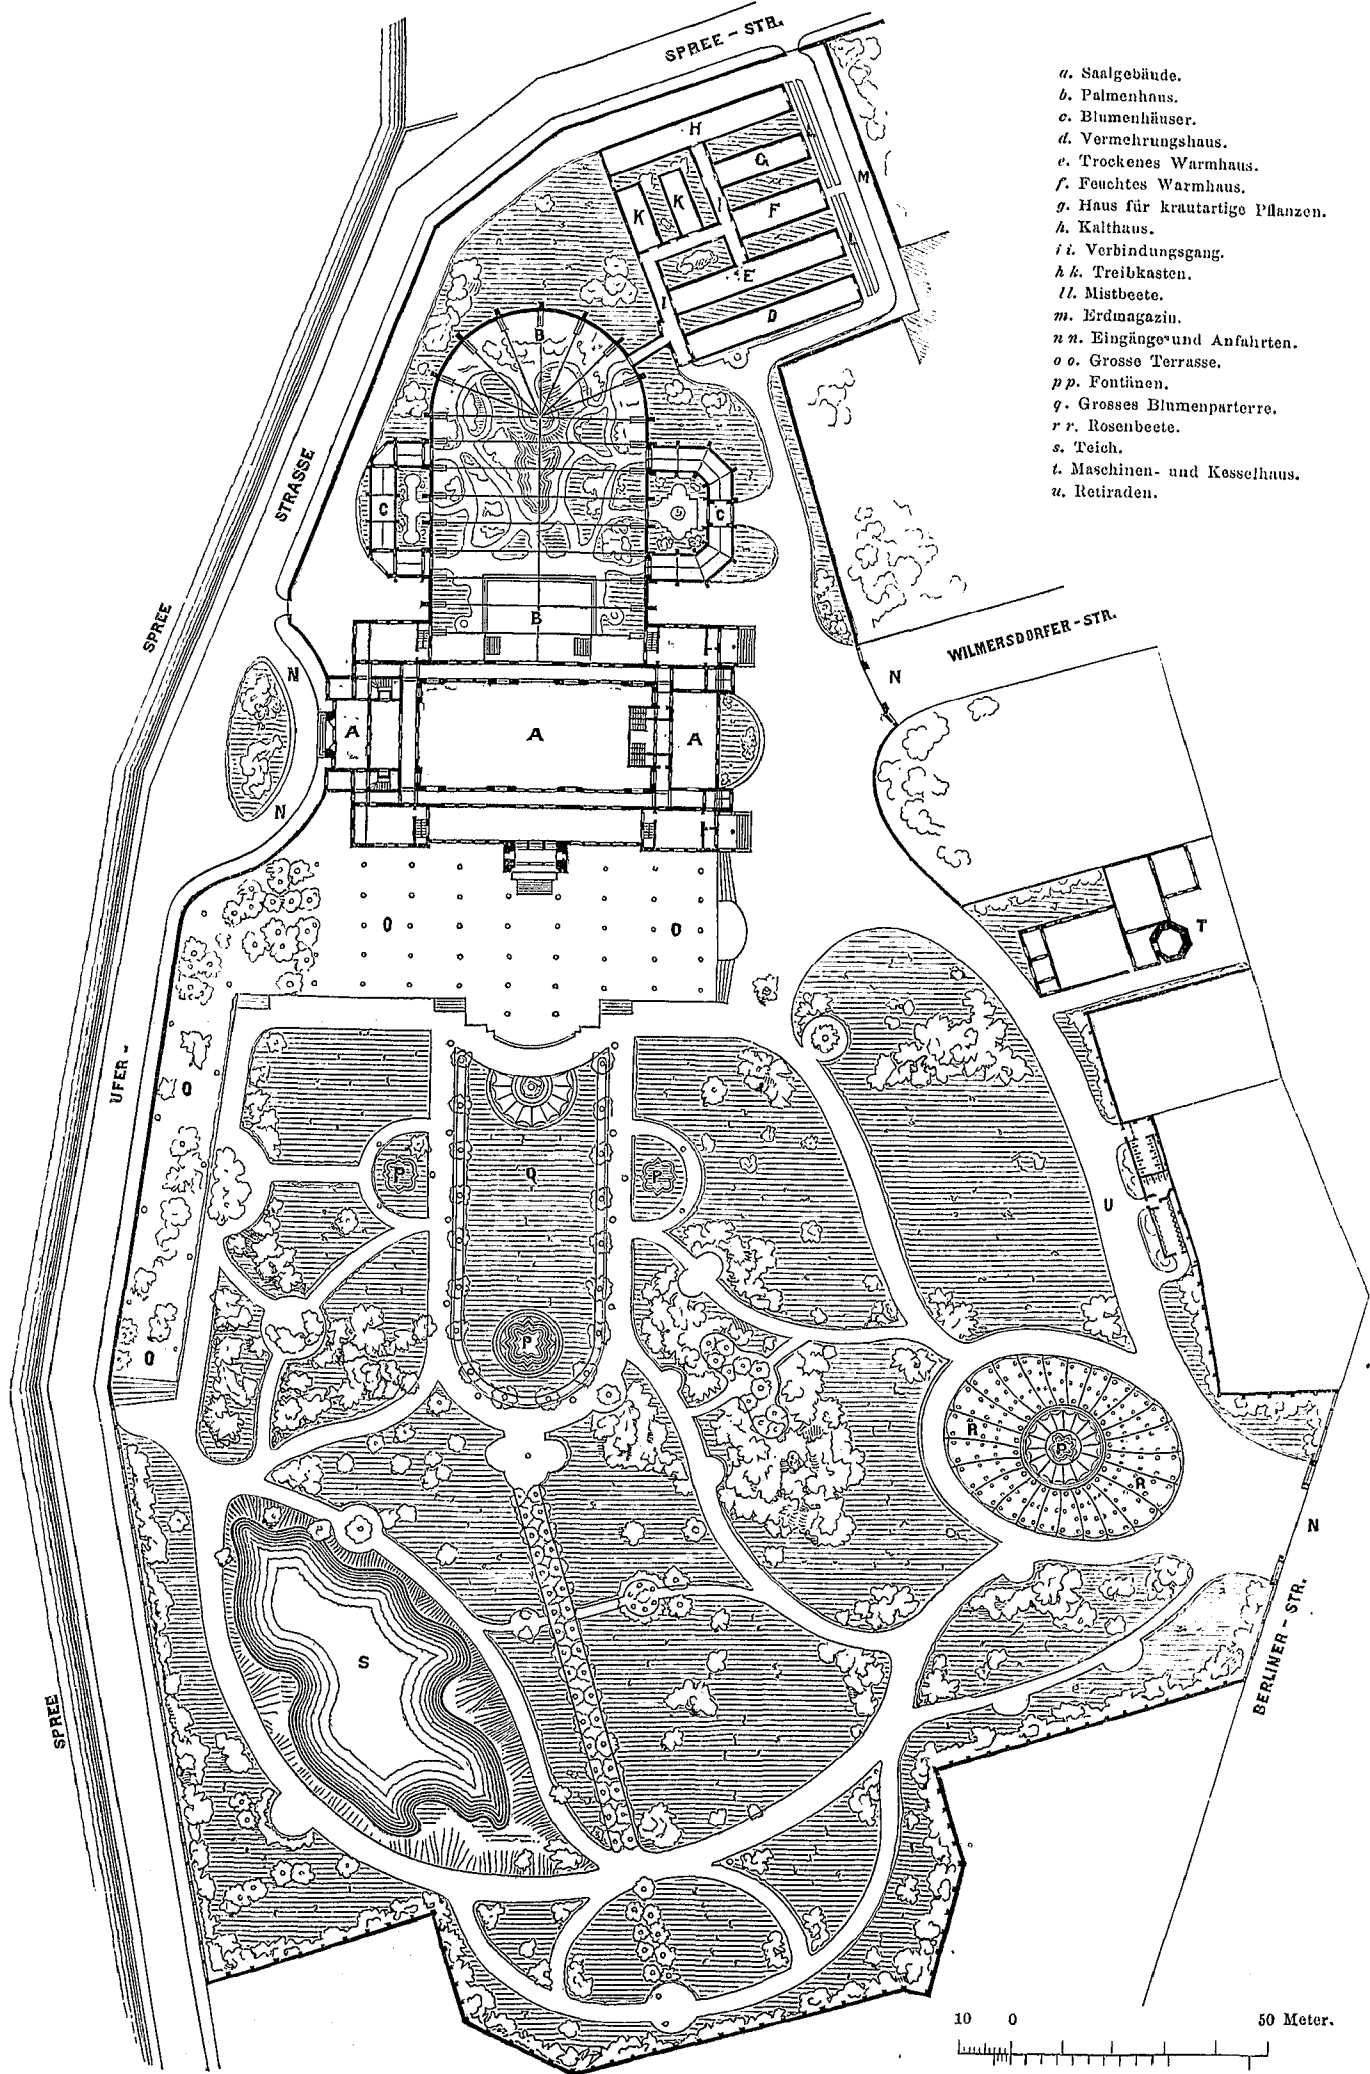 SPREE - STR.
a. Saalgebäude.
b. Palmenhaus.
c. Blumenhäuser.
d. Vermehrungshaus.
e. Trockenes Warmhaus.
f. Feuchtes Warmhaus.
g. Haus für krautartige Pflanzen.
h. Kalthaus.
i i. Verbindungsgang.
h k. Treibkasten.
ll. Mistbeete.
m. Erdmagazin.
n n. Eingänge und Anfahrten.
o o. Grosse Terrasse.
p p. Fontänen.
q. Grosses Blumenparterre.
r r. Rosenbeete.
s. Teich.
t. Maschinen- und Kesselhaus.
u. Retiraden.
H
G
L
M
K
K
I
F
L
E
I
D
B
STRASSE
C
C
SPREE
B
WILMERSDORFER-STR.
N
N
A
A
A
N
O
O
T
UFER-
O
P
Q
P
U
O
P
R
P
R
N
S
SPREE
BERLINER-STR.
10 0 50 Meter.